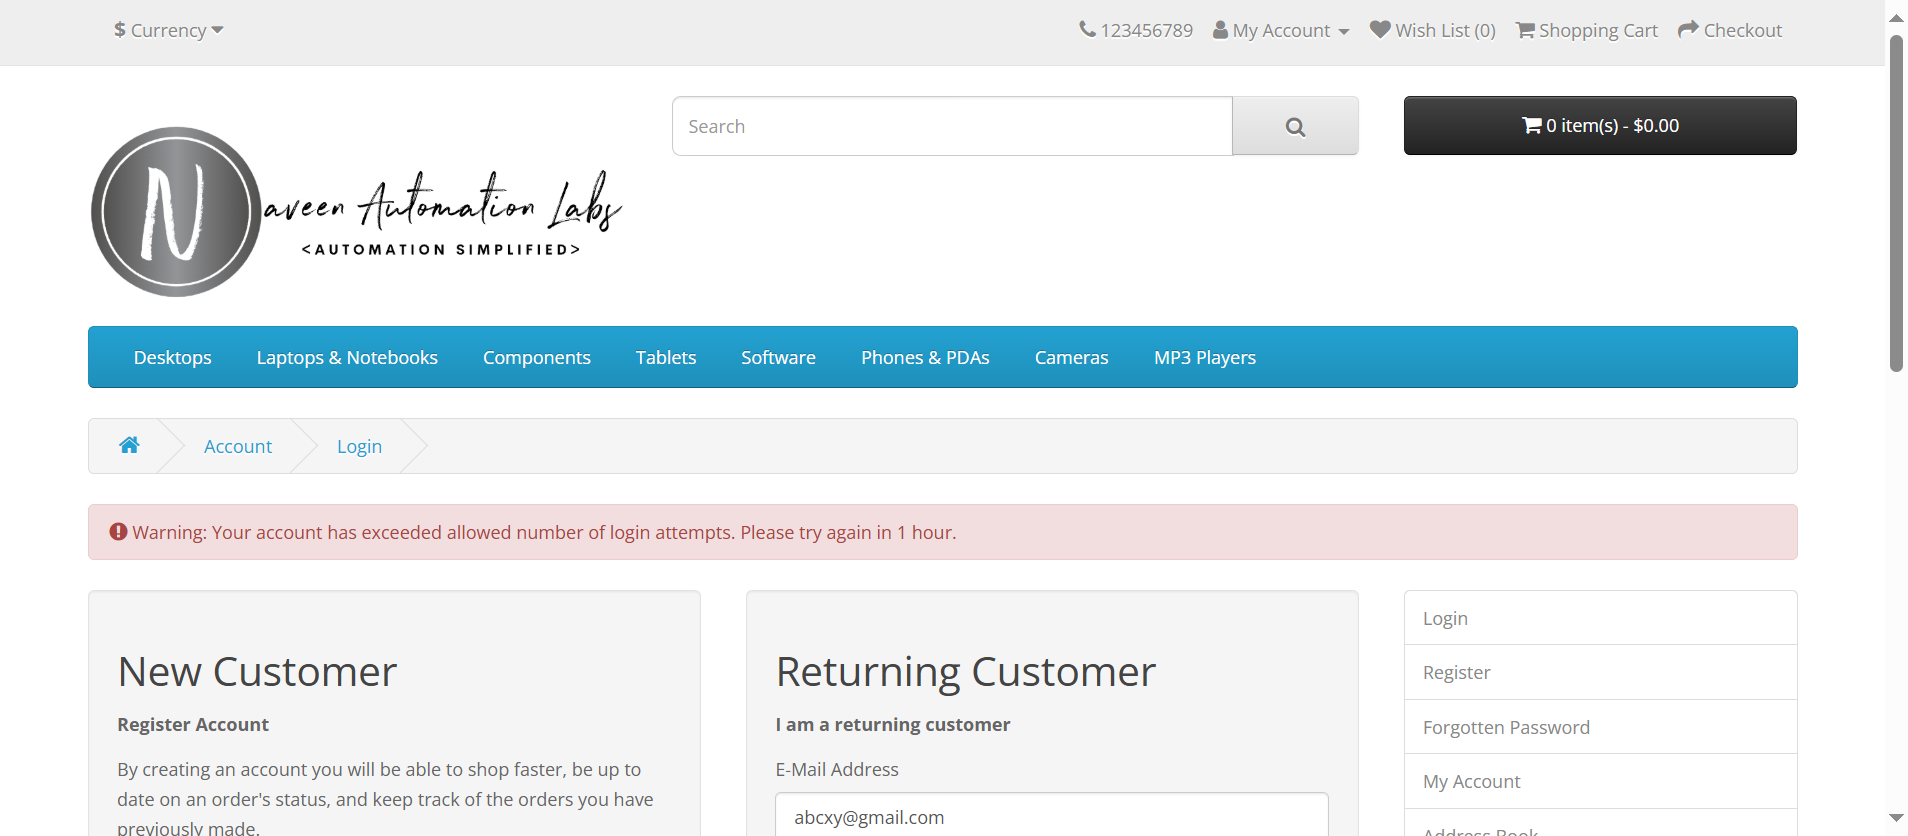 $ Currency
123456789 My Account Wish List (0) Shopping Cart Checkout
Search
0 item(s) - $0.00
N
aveen Automation Labs
<AUTOMATION SIMPLIFIED>
Desktops Laptops & Notebooks Components Tablets Software Phones & PDAs Cameras MP3 Players
Account Login
Warning: Your account has exceeded allowed number of login attempts. Please try again in 1 hour.
New Customer
Register Account
By creating an account you will be able to shop faster, be up to
date on an order's status, and keep track of the orders you have
previously made.
Returning Customer
I am a returning customer
E-Mail Address
abcxy@gmail.com
Login
Register
Forgotten Password
My Account
Address Book